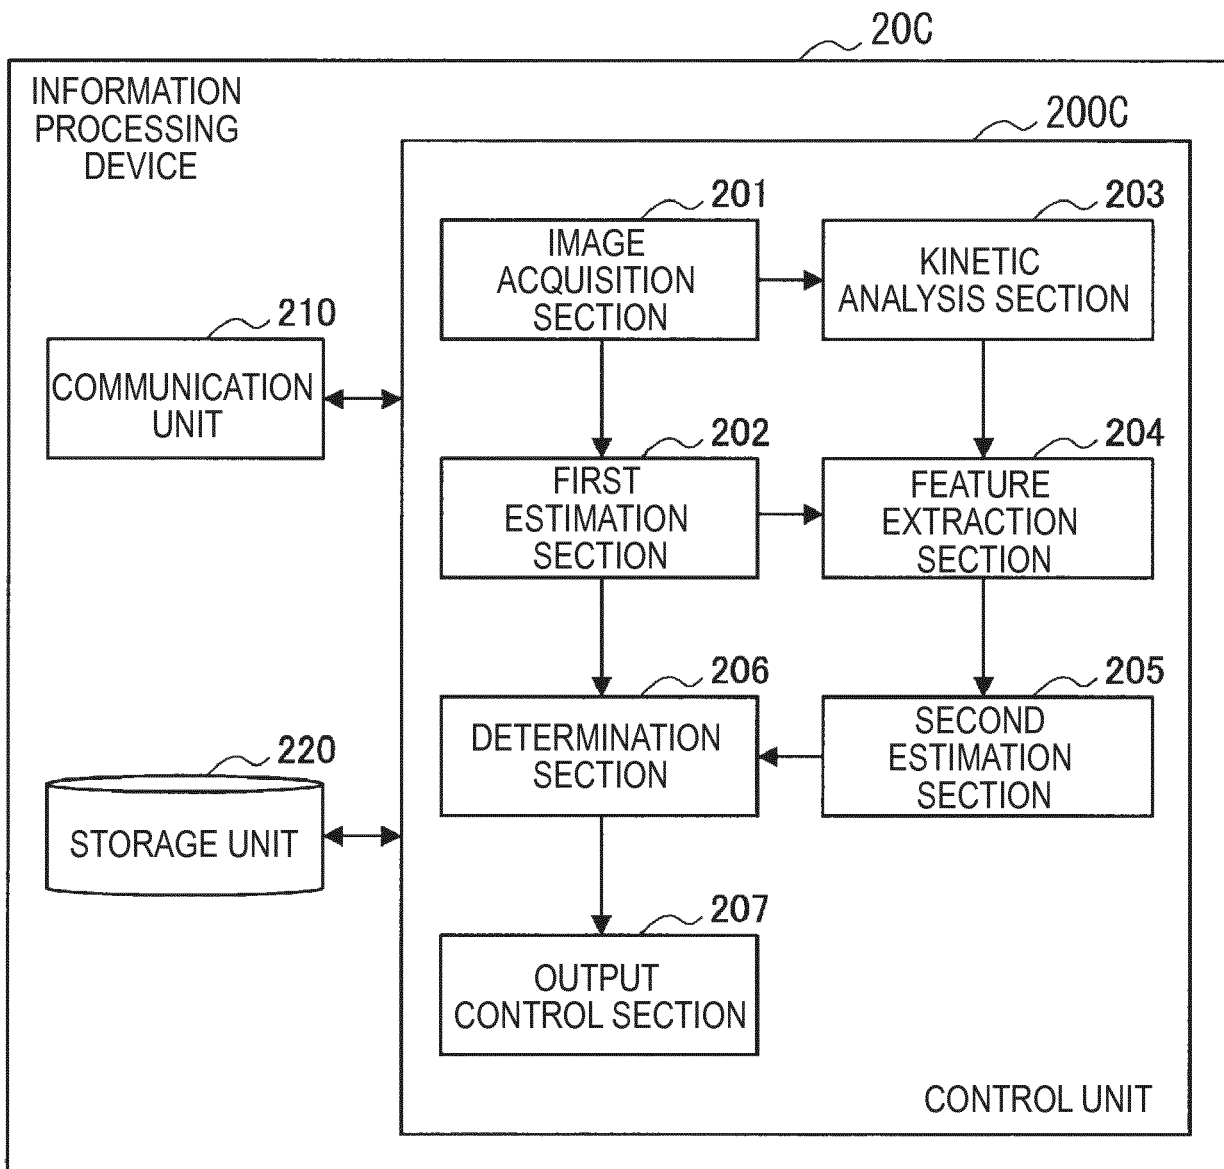 20C
INFORMATION
PROCESSING
DEVICE
200C
201
IMAGE
ACQUISITION
SECTION
203
KINETIC
ANALYSIS SECTION
210
COMMUNICATION
UNIT
202
FIRST
ESTIMATION
SECTION
204
FEATURE
EXTRACTION
SECTION
206
DETERMINATION
SECTION
205
SECOND
ESTIMATION
SECTION
220
STORAGE UNIT
207
OUTPUT
CONTROL SECTION
CONTROL UNIT